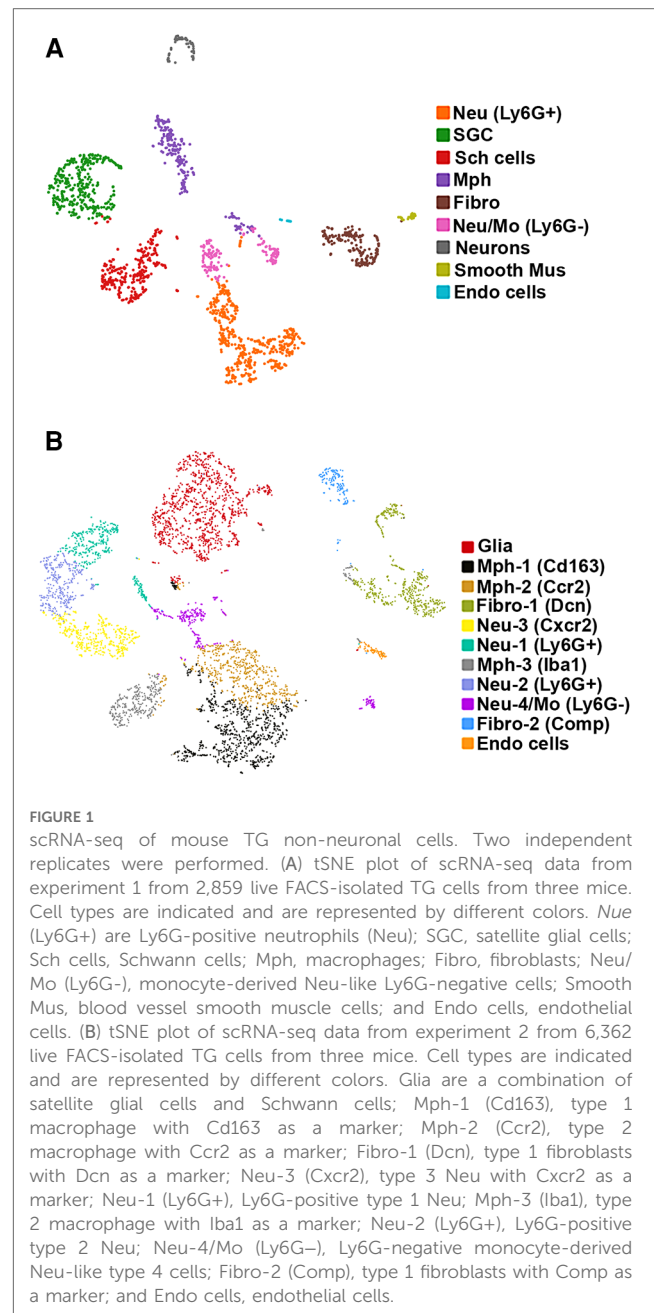 A
Neu (Ly6G+)
SGC
Sch cells
Mph
Fibro
Neu/Mo (Ly6G-)
Neurons
Smooth Mus
Endo cells
B
Glia
Mph-1 (Cd163)
Mph-2 (Ccr2)
Fibro-1 (Dcn)
Neu-3 (Cxcr2)
Neu-1 (Ly6G+)
Mph-3 (Iba1)
Neu-2 (Ly6G+)
Neu-4/Mo (Ly6G-)
Fibro-2 (Comp)
Endo cells
FIGURE 1
scRNA-seq of mouse TG non-neuronal cells. Two independent
replicates were performed. (A) tSNE plot of scRNA-seq data from
experiment 1 from 2,859 live FACS-isolated TG cells from three mice.
Cell types are indicated and are represented by different colors. Nue
(Ly6G+) are Ly6G-positive neutrophils (Neu); SGC, satellite glial cells;
Sch cells, Schwann cells; Mph, macrophages; Fibro, fibroblasts; Neu/
Mo (Ly6G-), monocyte-derived Neu-like Ly6G-negative cells; Smooth
Mus, blood vessel smooth muscle cells; and Endo cells, endothelial
cells. (B) tSNE plot of scRNA-seq data from experiment 2 from 6,362
live FACS-isolated TG cells from three mice. Cell types are indicated
and are represented by different colors. Glia are a combination of
satellite glial cells and Schwann cells; Mph-1 (Cd163), type 1
macrophage with Cd163 as a marker; Mph-2 (Ccr2), type 2
macrophage with Ccr2 as a marker; Fibro-1 (Dcn), type 1 fibroblasts
with Dcn as a marker; Neu-3 (Cxcr2), type 3 Neu with Cxcr2 as a
marker; Neu-1 (Ly6G+), Ly6G-positive type 1 Neu; Mph-3 (Iba1), type
2 macrophage with Iba1 as a marker; Neu-2 (Ly6G+), Ly6G-positive
type 2 Neu; Neu-4/Mo (Ly6G–), Ly6G-negative monocyte-derived
Neu-like type 4 cells; Fibro-2 (Comp), type 1 fibroblasts with Comp as
a marker; and Endo cells, endothelial cells.